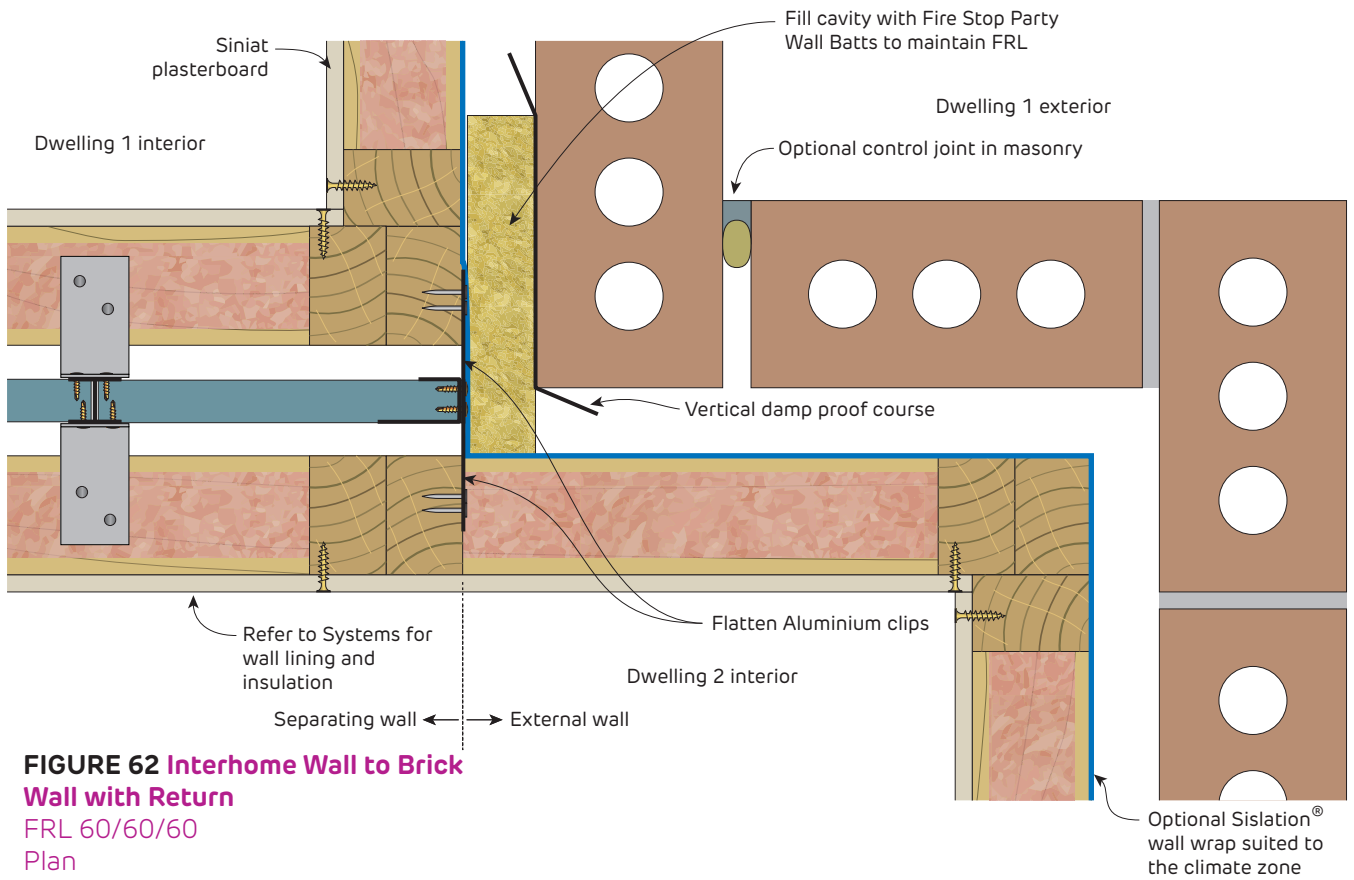 Siniat
plasterboard
Fill cavity with Fire Stop Party
Wall Batts to maintain FRL
Dwelling 1 exterior
Dwelling 1 interior
Optional control joint in masonry
Vertical damp proof course
Refer to Systems for
wall lining and
insulation
Flatten Aluminium clips
Dwelling 2 interior
Separating wall
External wall
FIGURE 62 Interhome Wall to Brick
Wall with Return
FRL 60/60/60
Plan
Optional Sislation®
wall wrap suited to
the climate zone